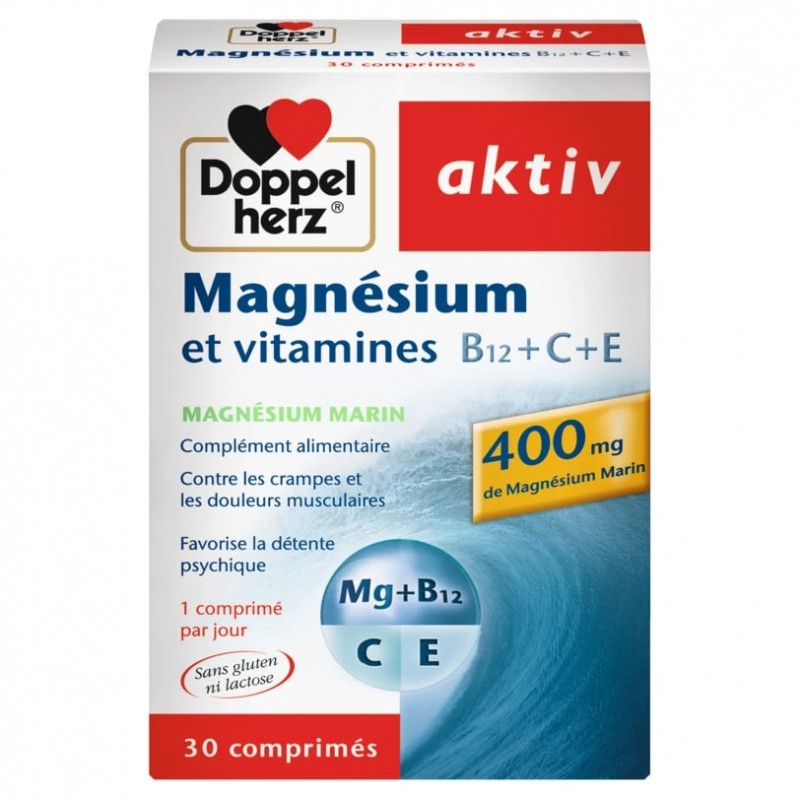 Doppel
herz®
aktiv
Magnésium et vitamines B12+C+E
30 comprimés
Doppel
herz®
aktiv
Magnésium
et vitamines B12+C+E
MAGNÉSIUM MARIN
Complément alimentaire
Contre les crampes et
les douleurs musculaires
400 mg
de Magnésium Marin
Favorise la détente
psychique
Mg+B12
C E
1 comprimé
par jour
Sans gluten
ni lactose
30 comprimés